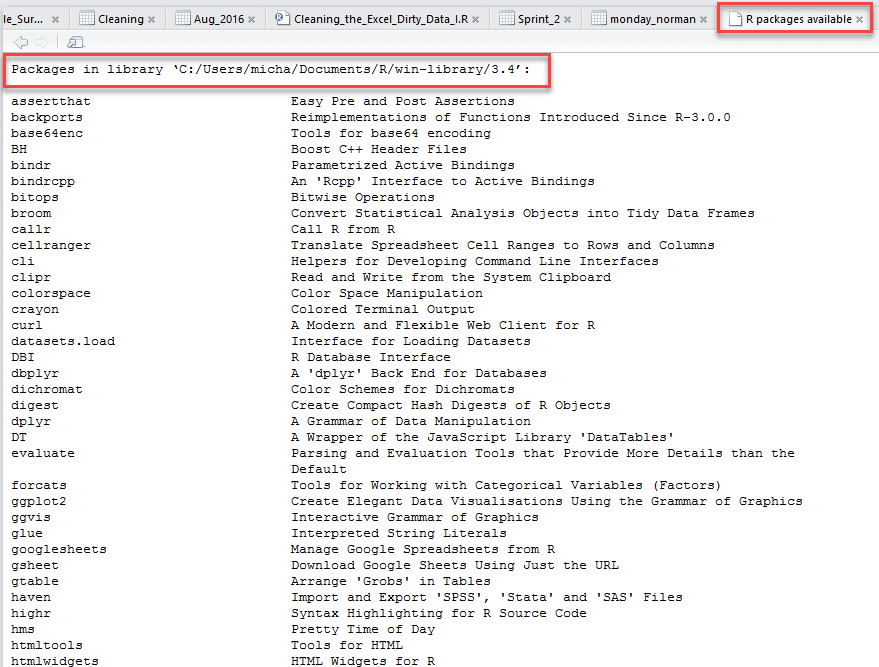 le_Sur...
Cleaning
Aug_2016
Cleaning_the_Excel_Dirty_Data_I.R
Sprint_2
monday_norman
R packages available
Packages in library ‘C:/Users/micha/Documents/R/win-library/3.4’:
assertthat Easy Pre and Post Assertions
backports Reimplementations of Functions Introduced Since R-3.0.0
base64enc Tools for base64 encoding
BH Boost C++ Header Files
bindr Parametrized Active Bindings
bindrcpp An 'Rcpp' Interface to Active Bindings
bitops Bitwise Operations
broom Convert Statistical Analysis Objects into Tidy Data Frames
callr Call R from R
cellranger Translate Spreadsheet Cell Ranges to Rows and Columns
cli Helpers for Developing Command Line Interfaces
clipr Read and Write from the System Clipboard
colorspace Color Space Manipulation
crayon Colored Terminal Output
curl A Modern and Flexible Web Client for R
datasets.load Interface for Loading Datasets
DBI R Database Interface
dbplyr A 'dplyr' Back End for Databases
dichromat Color Schemes for Dichromats
digest Create Compact Hash Digests of R Objects
dplyr A Grammar of Data Manipulation
DT A Wrapper of the JavaScript Library 'DataTables'
evaluate Parsing and Evaluation Tools that Provide More Details than the
Default
forcats Tools for Working with Categorical Variables (Factors)
ggplot2 Create Elegant Data Visualisations Using the Grammar of Graphics
ggvis Interactive Grammar of Graphics
glue Interpreted String Literals
googlesheets Manage Google Spreadsheets from R
gsheet Download Google Sheets Using Just the URL
gtable Arrange 'Grobs' in Tables
haven Import and Export 'SPSS', 'Stata' and 'SAS' Files
highr Syntax Highlighting for R Source Code
hms Pretty Time of Day
htmltools Tools for HTML
htmlwidgets HTML Widgets for R